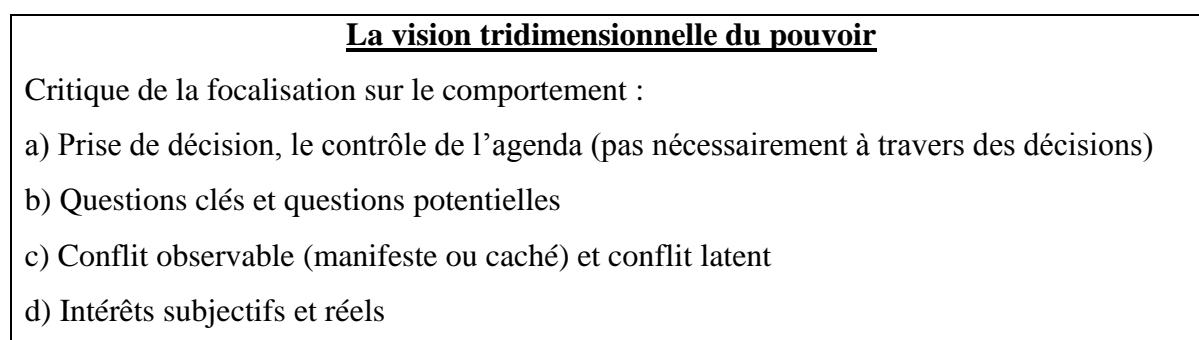 La vision tridimensionnelle du pouvoir
Critique de la focalisation sur le comportement :
a) Prise de décision, le contrôle de l’agenda (pas nécessairement à travers des décisions)
b) Questions clés et questions potentielles
c) Conflit observable (manifeste ou caché) et conflit latent
d) Intérêts subjectifs et réels